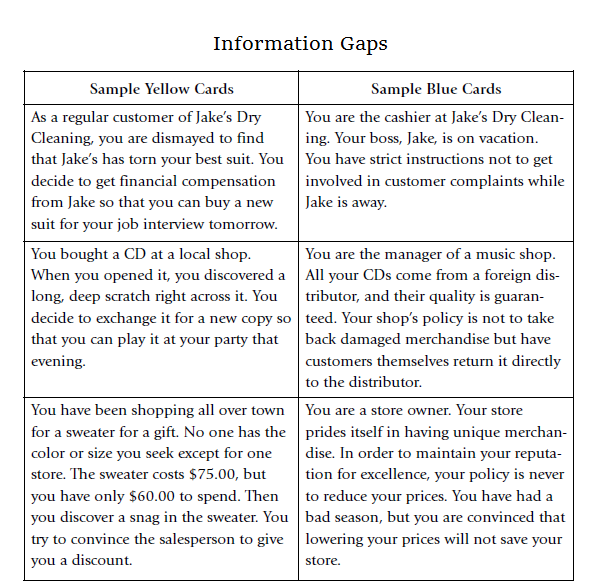 Information Gaps
Sample Yellow Cards
Sample Blue Cards
As a regular customer of Jake's Dry
Cleaning, you are dismayed to find
that Jake's has torn your best suit. You
decide to get financial compensation
from Jake so that you can buy a new
suit for your job interview tomorrow.
You are the cashier at Jake's Dry Clean-
ing. Your boss, Jake, is on vacation.
You have strict instructions not to get
involved in customer complaints while
Jake is away.
You bought a CD at a local shop.
When you opened it, you discovered a
long, deep scratch right across it. You
decide to exchange it for a new copy so
that you can play it at your party that
evening.
You are the manager of a music shop.
All your CDs come from a foreign dis-
tributor, and their quality is guaran-
teed. Your shop's policy is not to take
back damaged merchandise but have
customers themselves return it directly
to the distributor.
You have been shopping all over town
for a sweater for a gift. No one has the
color or size you seek except for one
store. The sweater costs $75.00, but
you have only $60.00 to spend. Then
you discover a snag in the sweater. You
try to convince the salesperson to give
you a discount.
You are a store owner. Your store
prides itself in having unique merchan-
dise. In order to maintain your reputa-
tion for excellence, your policy is never
to reduce your prices. You have had a
bad season, but you are convinced that
lowering your prices will not save your
store.